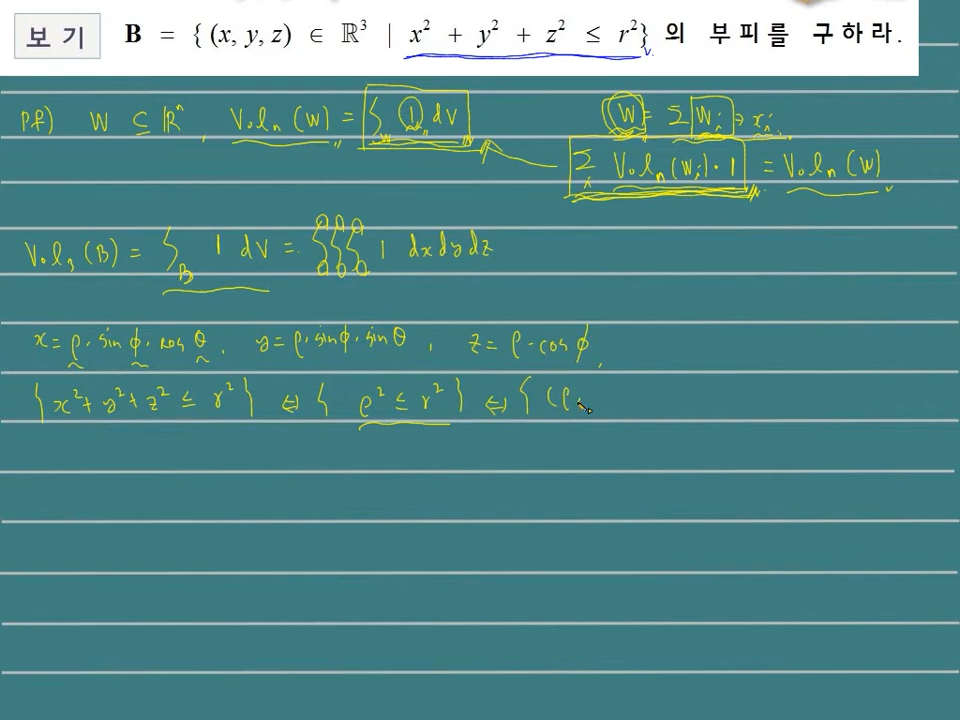 보 기 B = { (x, y, z) ∈ ℝ³ | x² + y² + z² ≤ r² } 의 부피를 구하라.
pf) W ⊆ ℝⁿ, Volₙ(W) = ∫_W 1 dV W = Σ Wᵢ → xᵢ
Σᵢ Volₙ(Wᵢ)·1 = Volₙ(W)
Vol₃(B) = ∫_B 1 dV = ∫∫∫ 1 dx dy dz
x = ρ·sin φ·cos θ, y = ρ·sin φ·sin θ, z = ρ·cos φ,
{ x² + y² + z² ≤ r² } ⇔ { ρ² ≤ r² } ⇔ { (ρ,